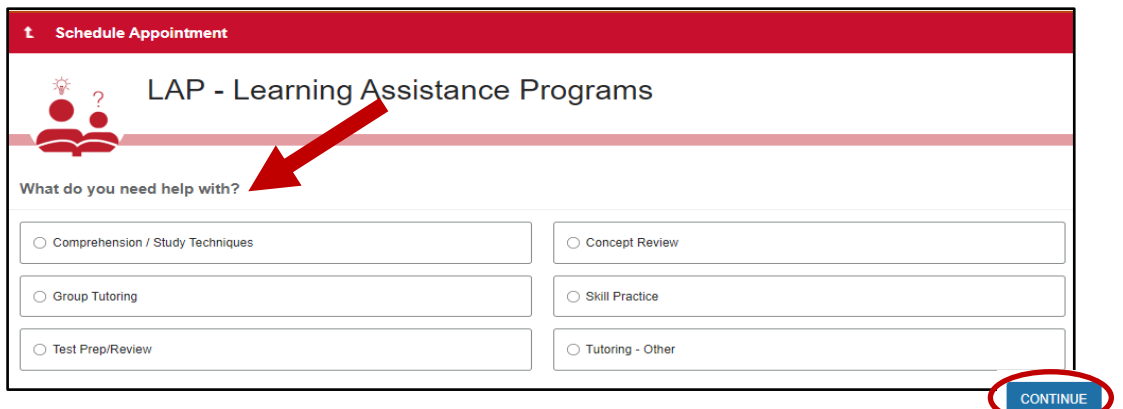 Schedule Appointment
?
LAP - Learning Assistance Programs
What do you need help with?
Comprehension / Study Techniques
Concept Review
Group Tutoring
Skill Practice
Test Prep/Review
Tutoring - Other
CONTINUE